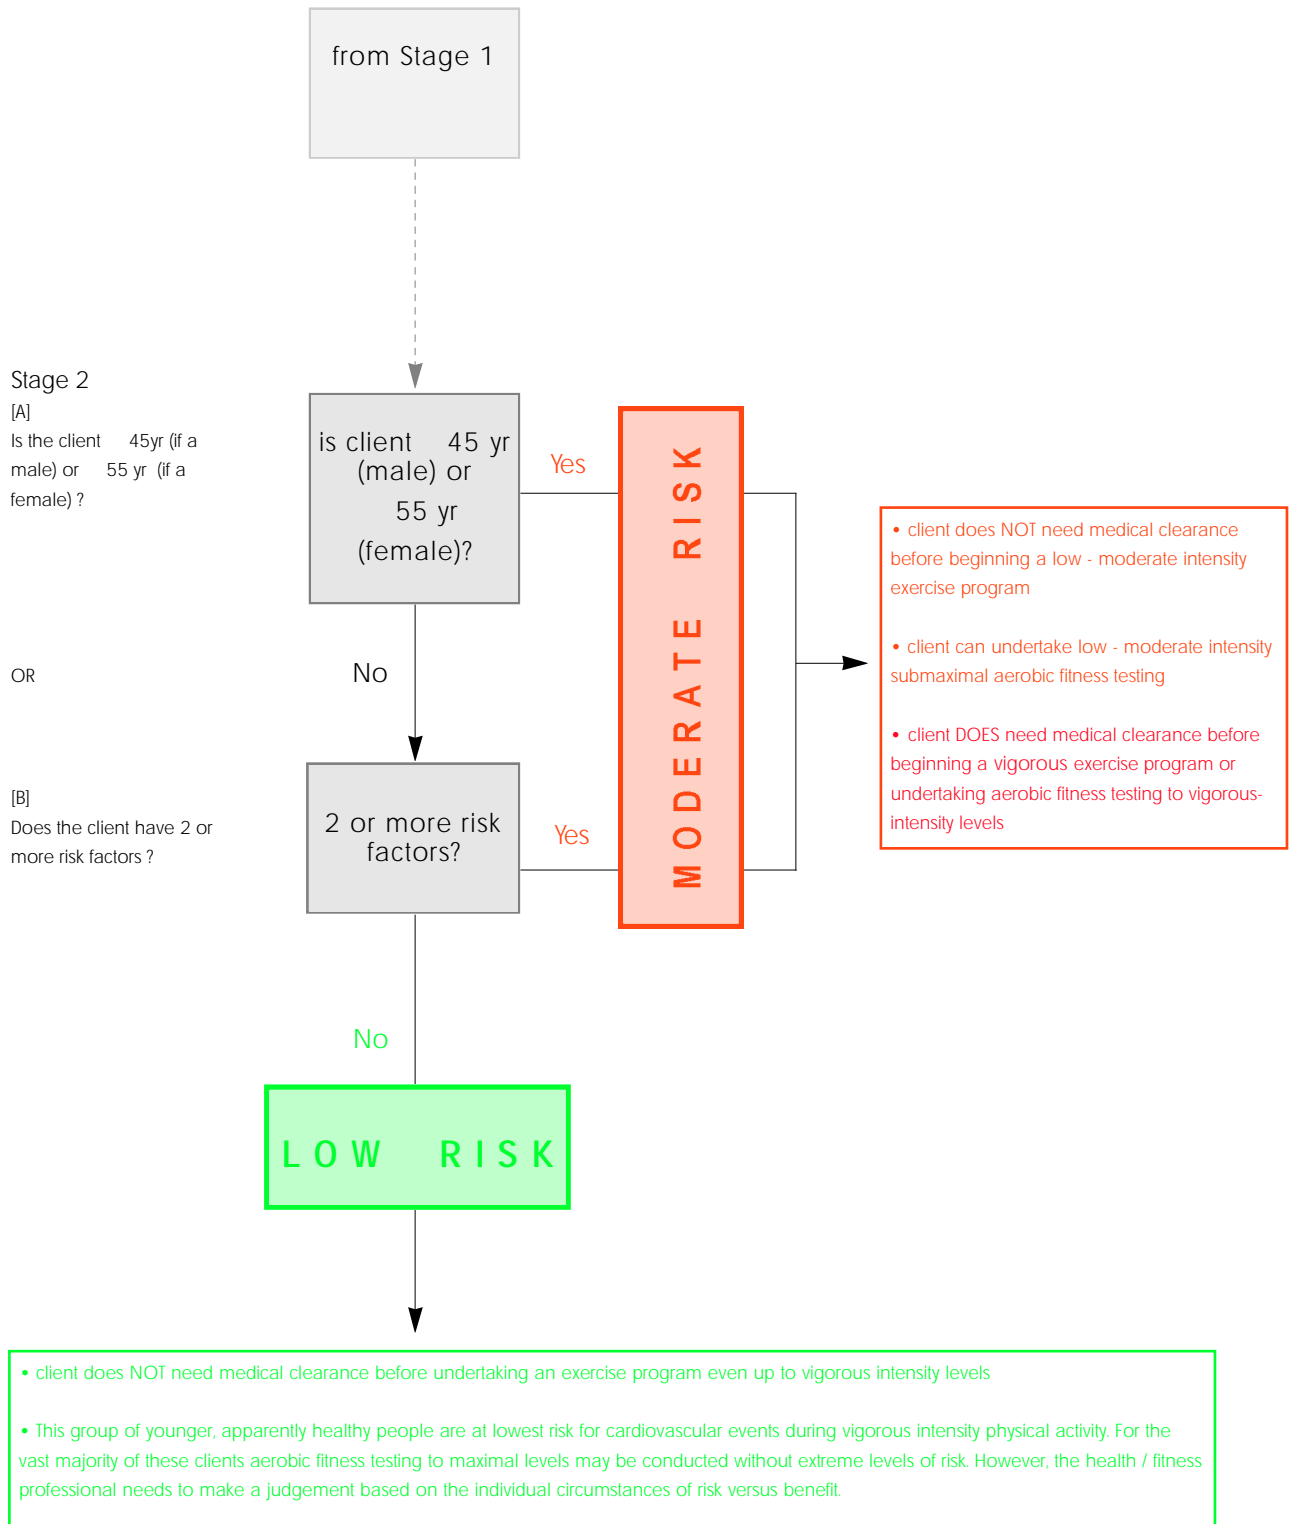 from Stage 1
Stage 2
[A]
Is the client 45yr (if a
male) or 55 yr (if a
female) ?
is client 45 yr
(male) or
55 yr
(female)?
Yes
MODERATE RISK
• client does NOT need medical clearance
before beginning a low - moderate intensity
exercise program
• client can undertake low - moderate intensity
submaximal aerobic fitness testing
• client DOES need medical clearance before
beginning a vigorous exercise program or
undertaking aerobic fitness testing to vigorous-
intensity levels
OR
No
[B]
Does the client have 2 or
more risk factors ?
2 or more risk
factors?
Yes
No
LOW RISK
• client does NOT need medical clearance before undertaking an exercise program even up to vigorous intensity levels
• This group of younger, apparently healthy people are at lowest risk for cardiovascular events during vigorous intensity physical activity. For the
vast majority of these clients aerobic fitness testing to maximal levels may be conducted without extreme levels of risk. However, the health / fitness
professional needs to make a judgement based on the individual circumstances of risk versus benefit.